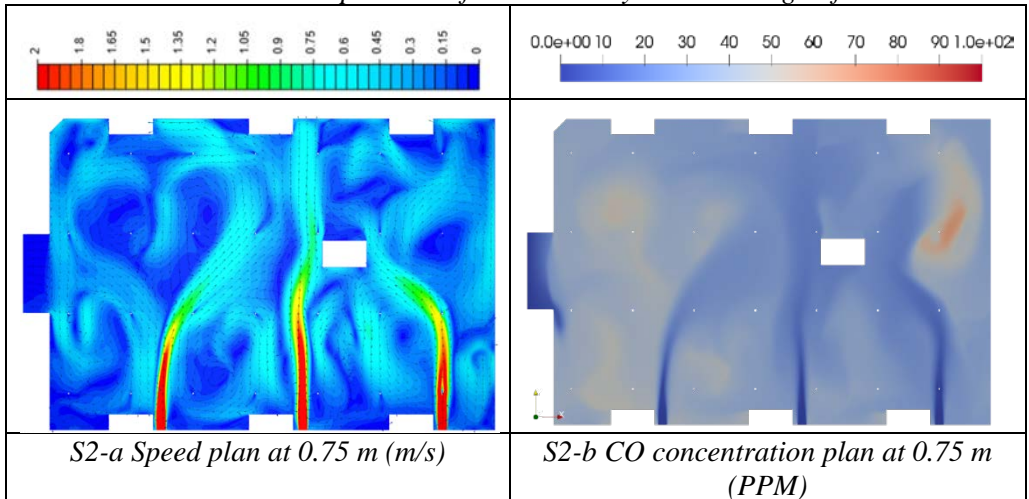 2 1.8 1.65 1.5 1.35 1.2 1.05 0.9 0.75 0.6 0.45 0.3 0.15 0
0.0e+00 10 20 30 40 50 60 70 80 90 1.0e+02
S2-a Speed plan at 0.75 m (m/s)
S2-b CO concentration plan at 0.75 m
(PPM)